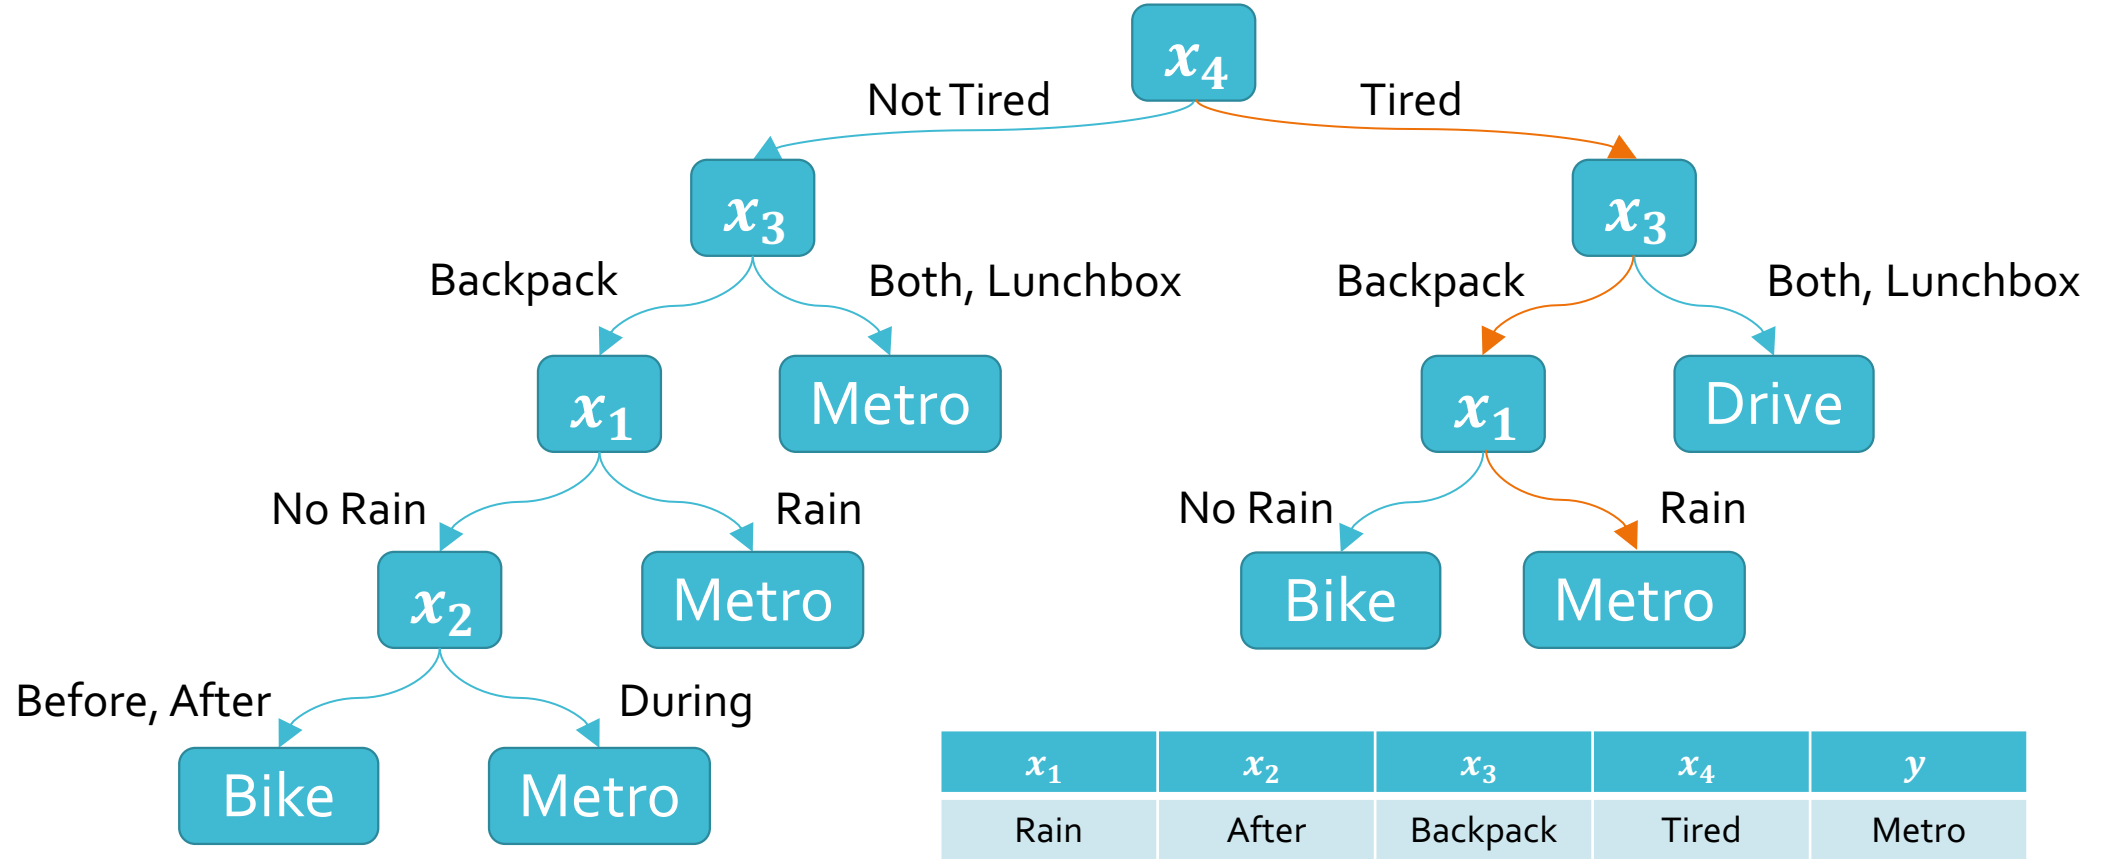 x₄
Not Tired Tired
x₃ x₃
Backpack Both, Lunchbox Backpack Both, Lunchbox
x₁ Metro x₁ Drive
No Rain Rain No Rain Rain
x₂ Metro Bike Metro
Before, After During
Bike Metro
x₁ x₂ x₃ x₄ y
Rain After Backpack Tired Metro